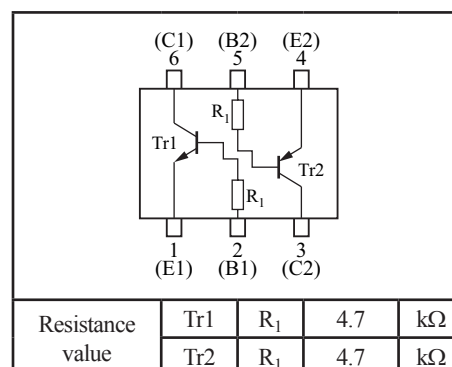 (C1) (B2) (E2)
6 5 4
R1
Tr1
Tr2
R1
1 2 3
(E1) (B1) (C2)
Resistance value Tr1 R1 4.7 kΩ
Tr2 R1 4.7 kΩ